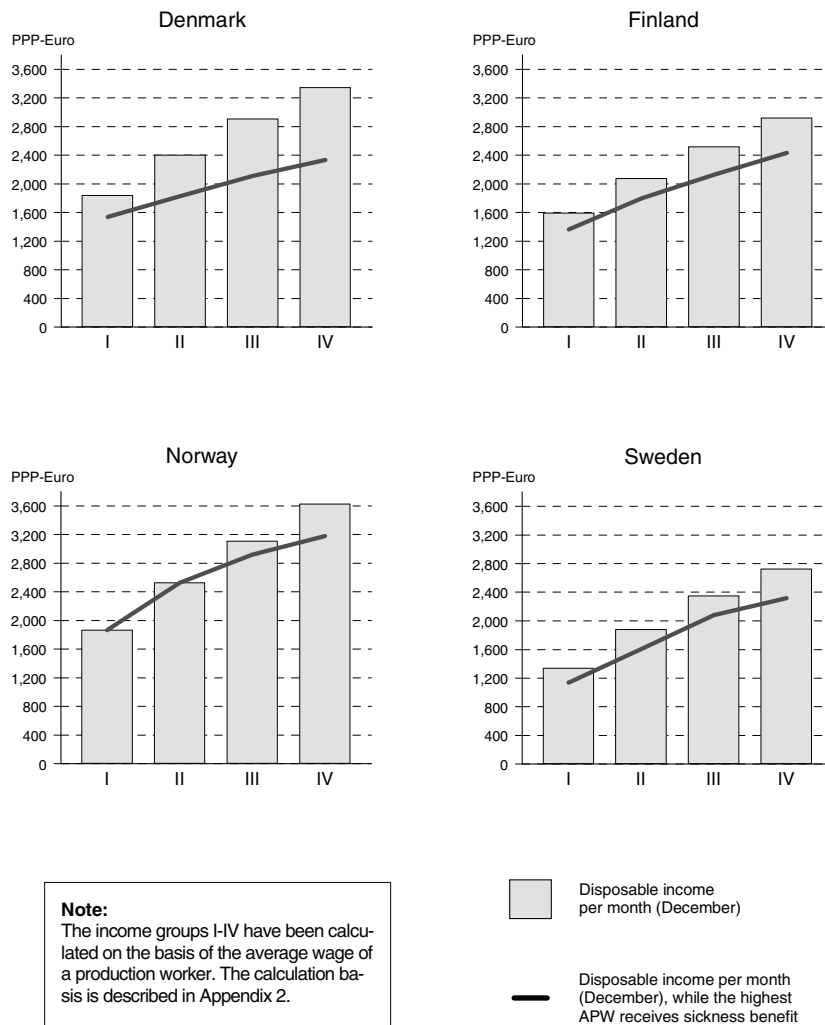 Denmark
PPP-Euro
3,600
3,200
2,800
2,400
2,000
1,600
1,200
800
400
0
I II III IV
Finland
PPP-Euro
3,600
3,200
2,800
2,400
2,000
1,600
1,200
800
400
0
I II III IV
Norway
PPP-Euro
3,600
3,200
2,800
2,400
2,000
1,600
1,200
800
400
0
I II III IV
Sweden
PPP-Euro
3,600
3,200
2,800
2,400
2,000
1,600
1,200
800
400
0
I II III IV
Note:
The income groups I-IV have been calcu-
lated on the basis of the average wage of
a production worker. The calculation ba-
sis is described in Appendix 2.
Disposable income
per month (December)
Disposable income per month
(December), while the highest
APW receives sickness benefit